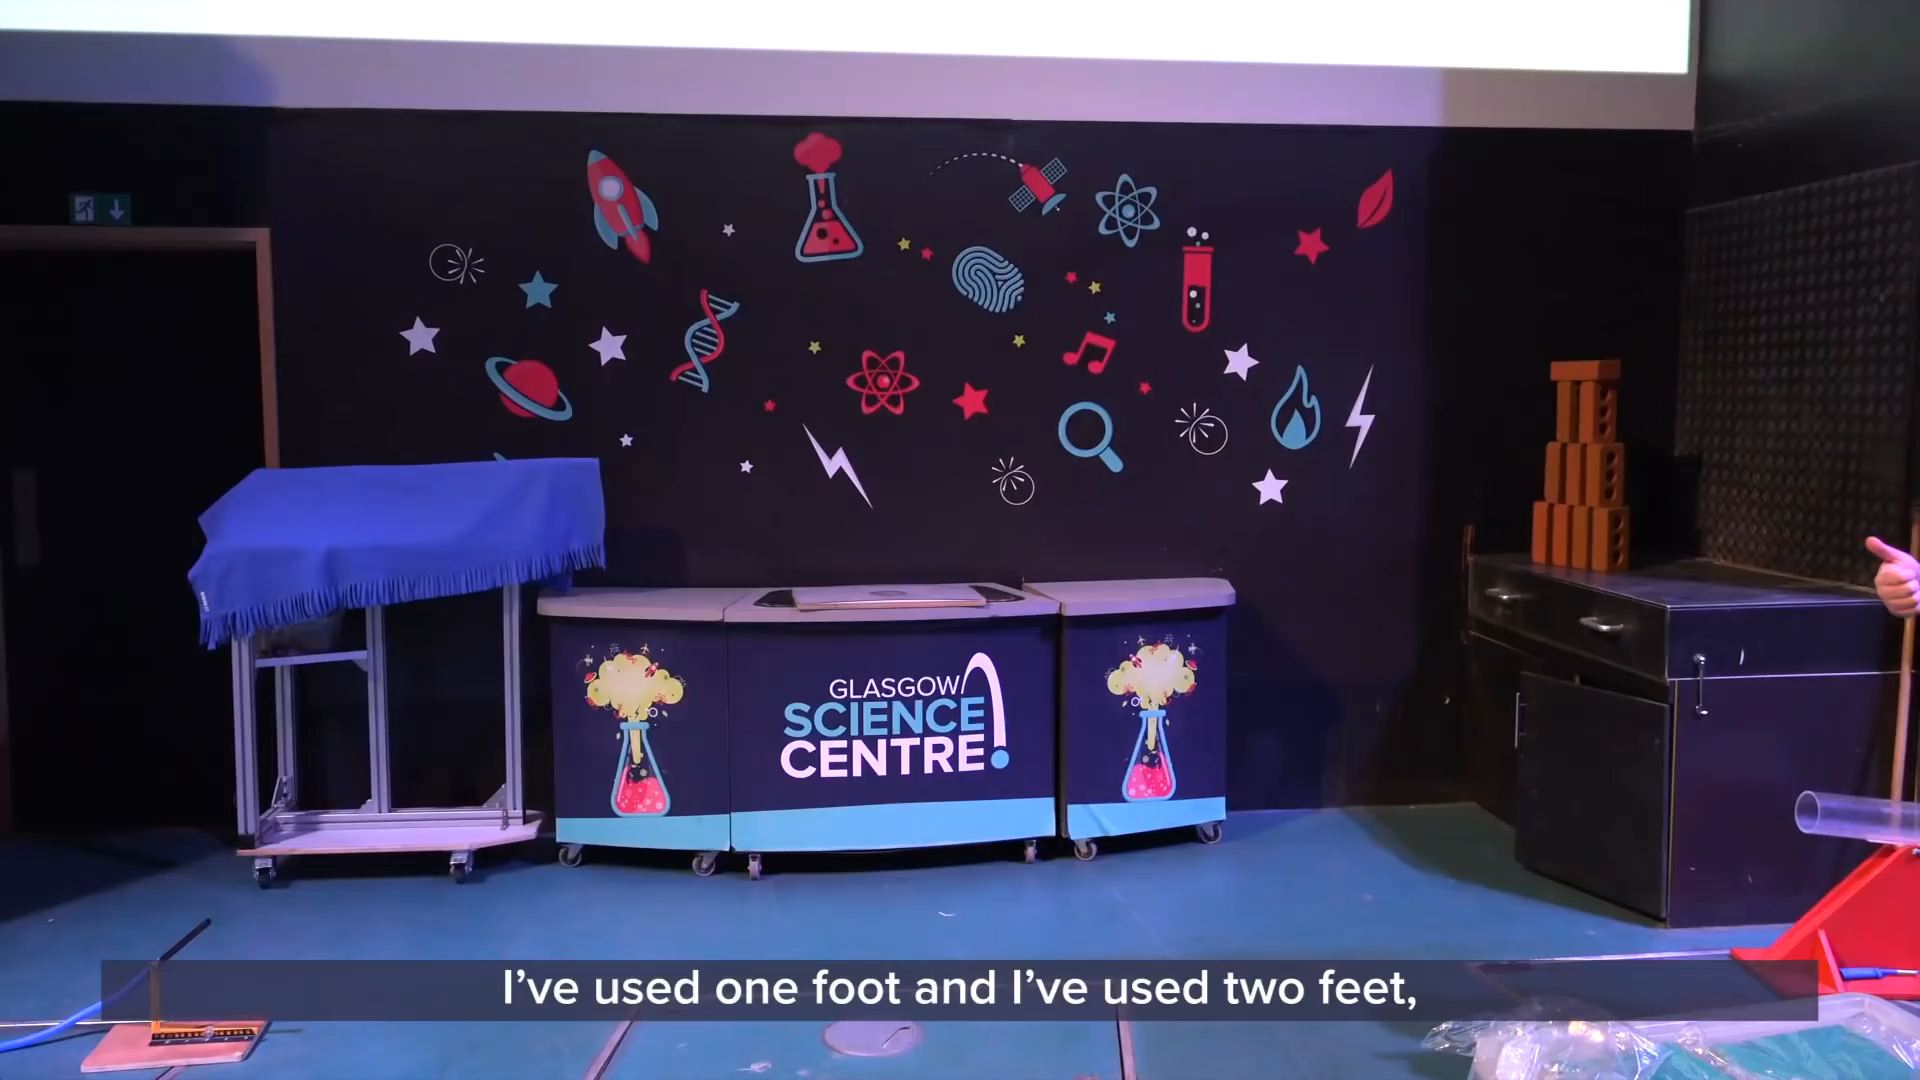 GLASGOW
SCIENCE
CENTRE
I've used one foot and I've used two feet,